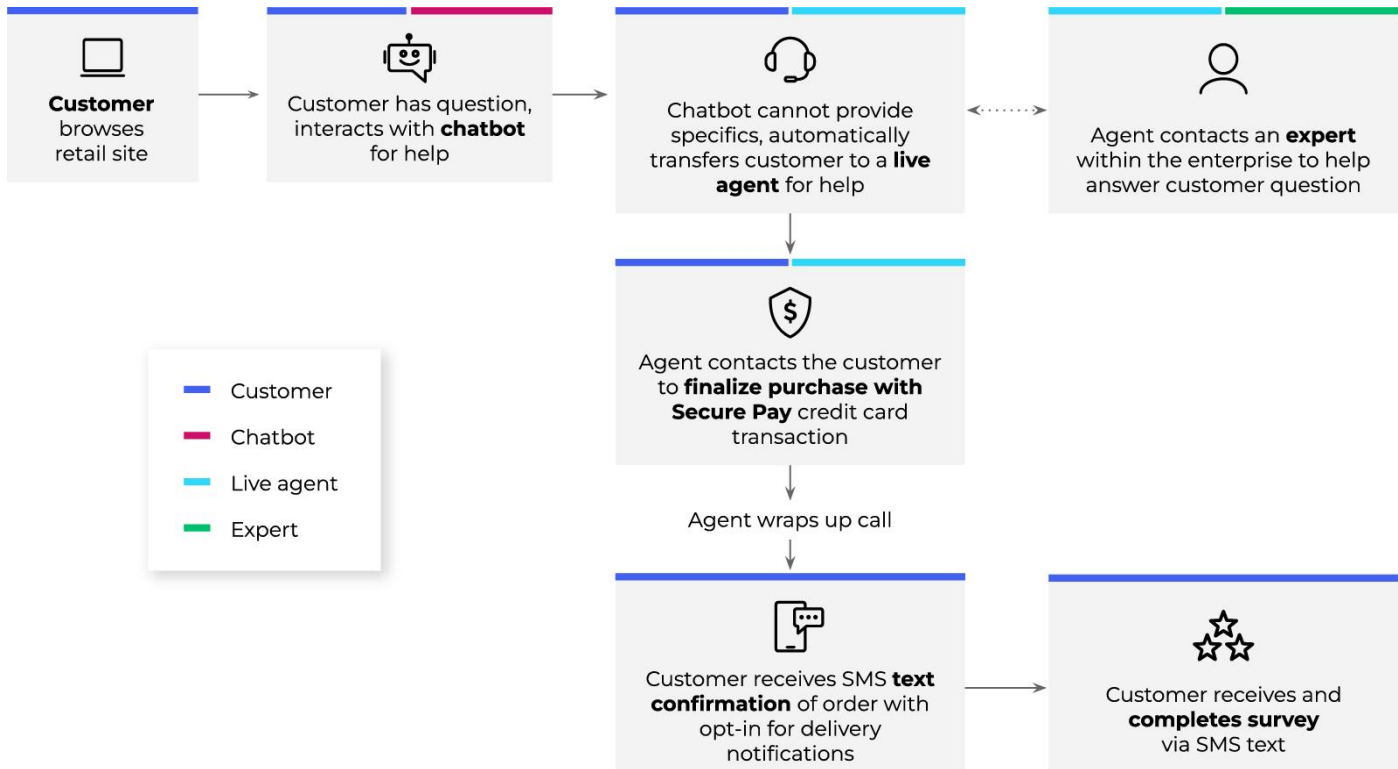 Customer
browses
retail site
Customer has question,
interacts with chatbot
for help
Chatbot cannot provide
specifics, automatically
transfers customer to a live
agent for help
Agent contacts an expert
within the enterprise to help
answer customer question
$
Agent contacts the customer
to finalize purchase with
Secure Pay credit card
transaction
Customer
Chatbot
Live agent
Expert
Agent wraps up call
Customer receives SMS text
confirmation of order with
opt-in for delivery
notifications
Customer receives and
completes survey
via SMS text